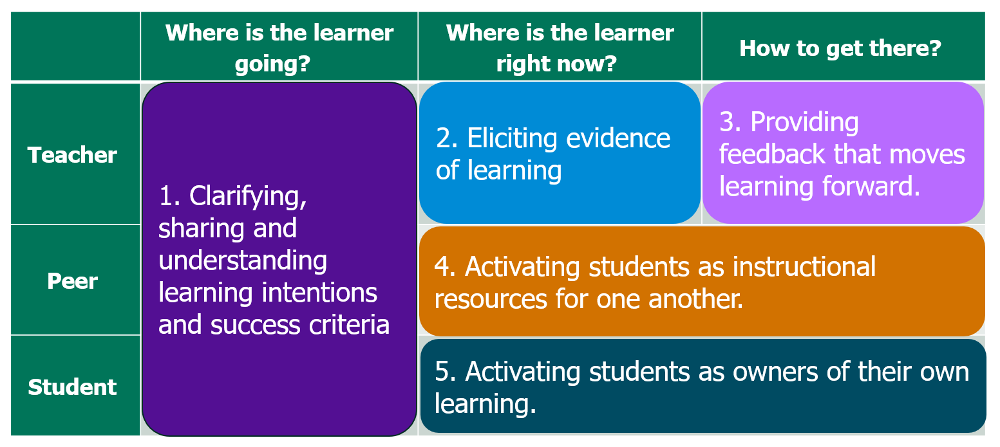 Where is the learner
going?
Where is the learner
right now?
How to get there?
Teacher
1. Clarifying,
sharing and
understanding
learning intentions
and success criteria
2. Eliciting evidence
of learning
3. Providing
feedback that moves
learning forward.
Peer
4. Activating students as instructional
resources for one another.
Student
5. Activating students as owners of their own
learning.